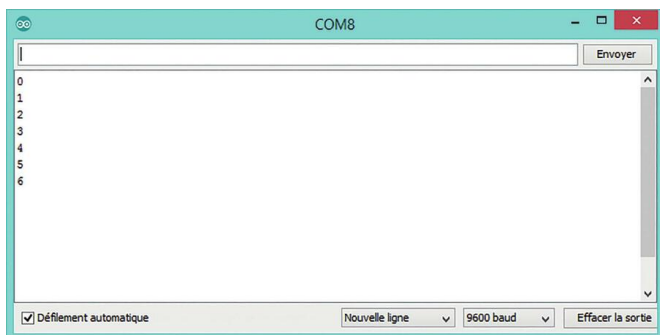 COM8
Envoyer
0
1
2
3
4
5
6
Défilement automatique
Nouvelle ligne
9600 baud
Effacer la sortie